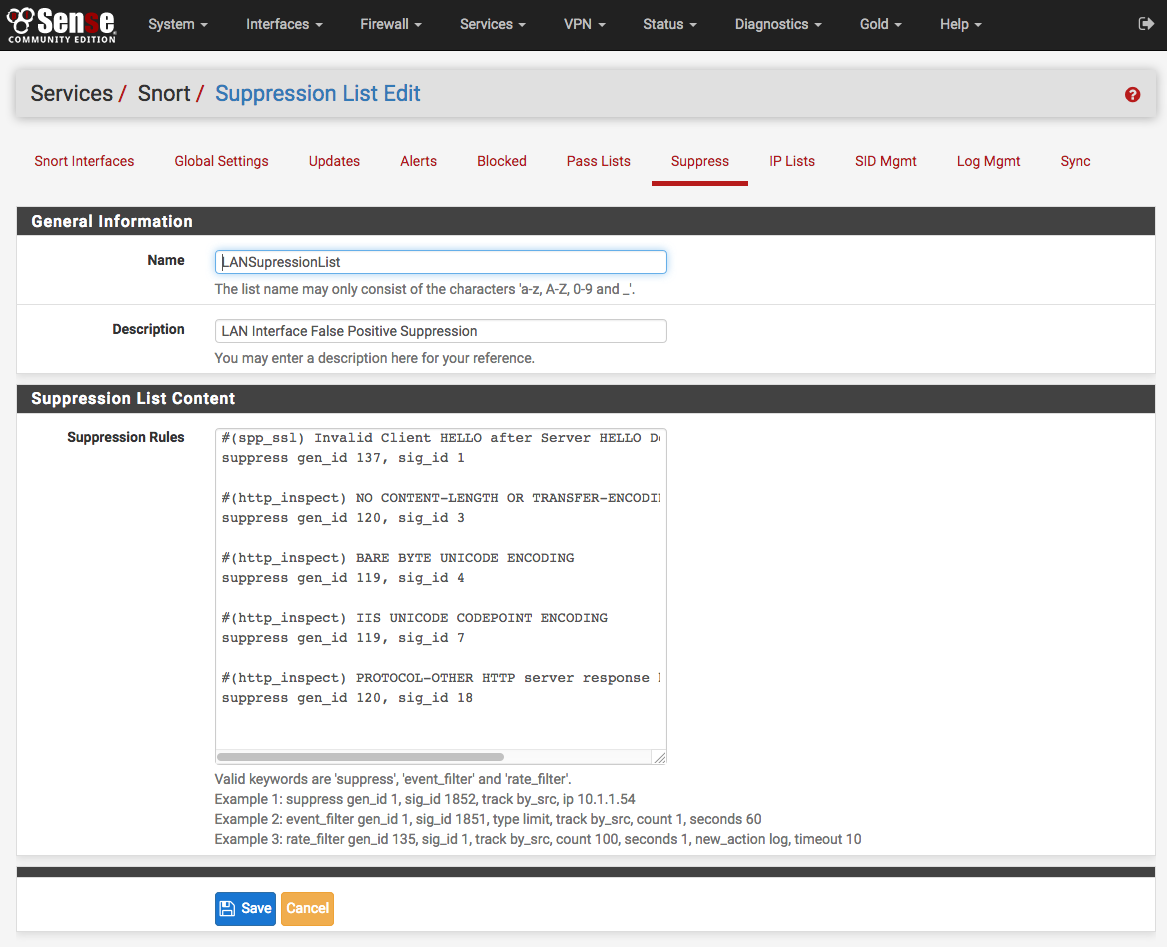 Sense
COMMUNITY EDITION
System Interfaces Firewall Services VPN Status Diagnostics Gold Help
Services / Snort / Suppression List Edit
Snort Interfaces Global Settings Updates Alerts Blocked Pass Lists Suppress IP Lists SID Mgmt Log Mgmt Sync
General Information
Name LANSupressionList
The list name may only consist of the characters 'a-z, A-Z, 0-9 and _'.
Description LAN Interface False Positive Suppression
You may enter a description here for your reference.
Suppression List Content
Suppression Rules #(spp_ssl) Invalid Client HELLO after Server HELLO
suppress gen_id 137, sig_id 1
#(http_inspect) NO CONTENT-LENGTH OR
suppress gen_id 120, sig_id 3
#(http_inspect) BARE BYTE UNICODE ENCODING
suppress gen_id 119, sig_id 4
#(http_inspect) IIS UNICODE CODEPOINT ENCODING
suppress gen_id 119, sig_id 7
#(http_inspect) PROTOCOL-OTHER HTTP server response
suppress gen_id 120, sig_id 18
Valid keywords are 'suppress', 'event_filter' and 'rate_filter'.
Example 1: suppress gen_id 1, sig_id 1852, track by_src, ip 10.1.1.54
Example 2: event_filter gen_id 1, sig_id 1851, type limit, track by_src, count 1, seconds 60
Example 3: rate_filter gen_id 135, sig_id 1, track by_src, count 100, seconds 1, new_action log, timeout 10
Save Cancel